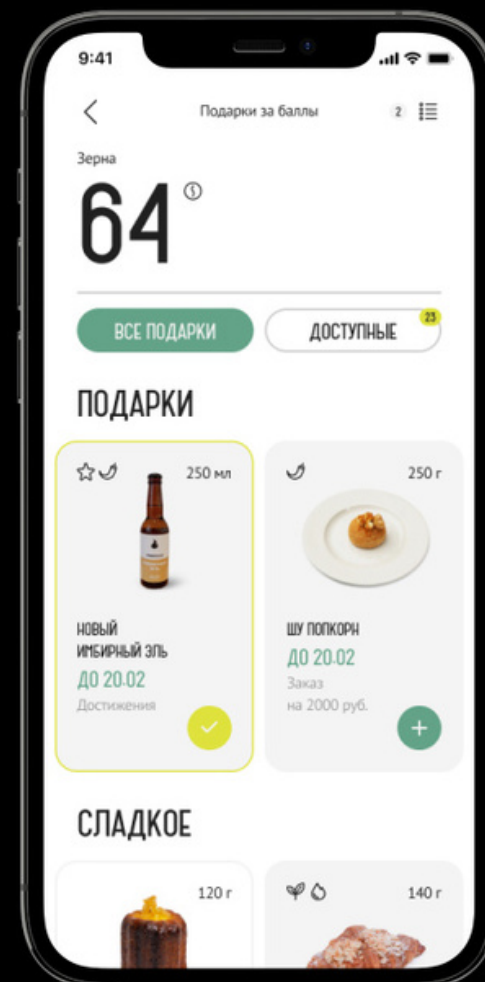 9:41
Подарки за баллы
2
Зерна
64
ВСЕ ПОДАРКИ
ДОСТУПНЫЕ
23
ПОДАРКИ
250 мл
НОВЫЙ
ИМБИРНЫЙ ЭЛЬ
ДО 20.02
Достижения
250 г
ШУ ПОПКОРН
ДО 20.02
Заказ
на 2000 руб.
СЛАДКОЕ
120 г
140 г